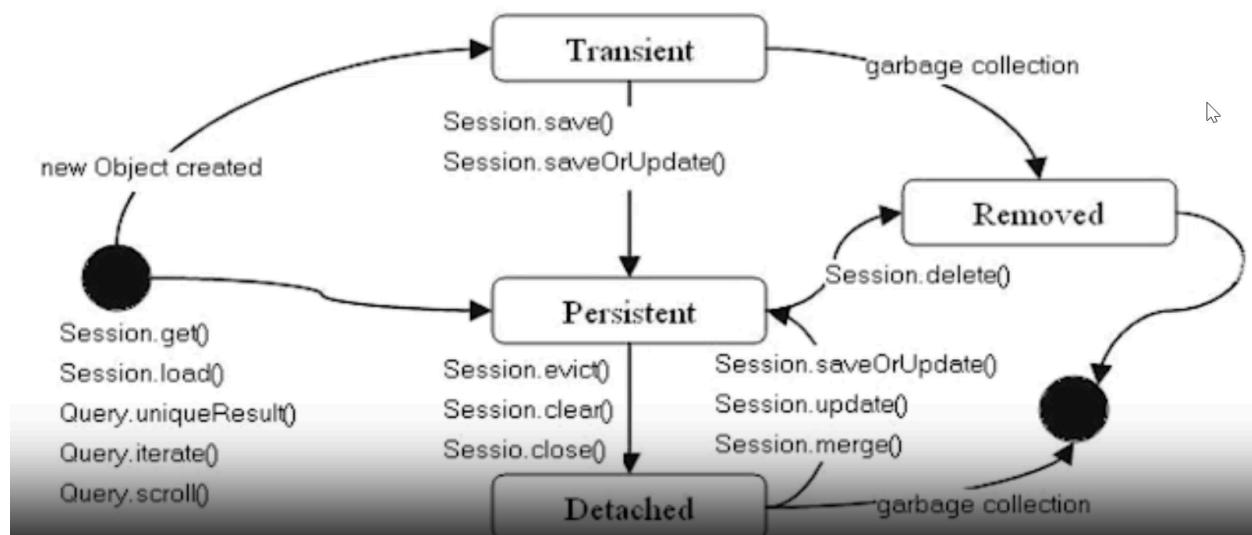 Transient
garbage collection
Session.save()
Session.saveOrUpdate()
new Object created
Removed
Session.delete()
Persistent
Session.get()
Session.load()
Query.uniqueResult()
Query.iterate()
Query.scroll()
Session.evict()
Session.clear()
Sessio.close()
Session.saveOrUpdate()
Session.update()
Session.merge()
Detached
garbage collection